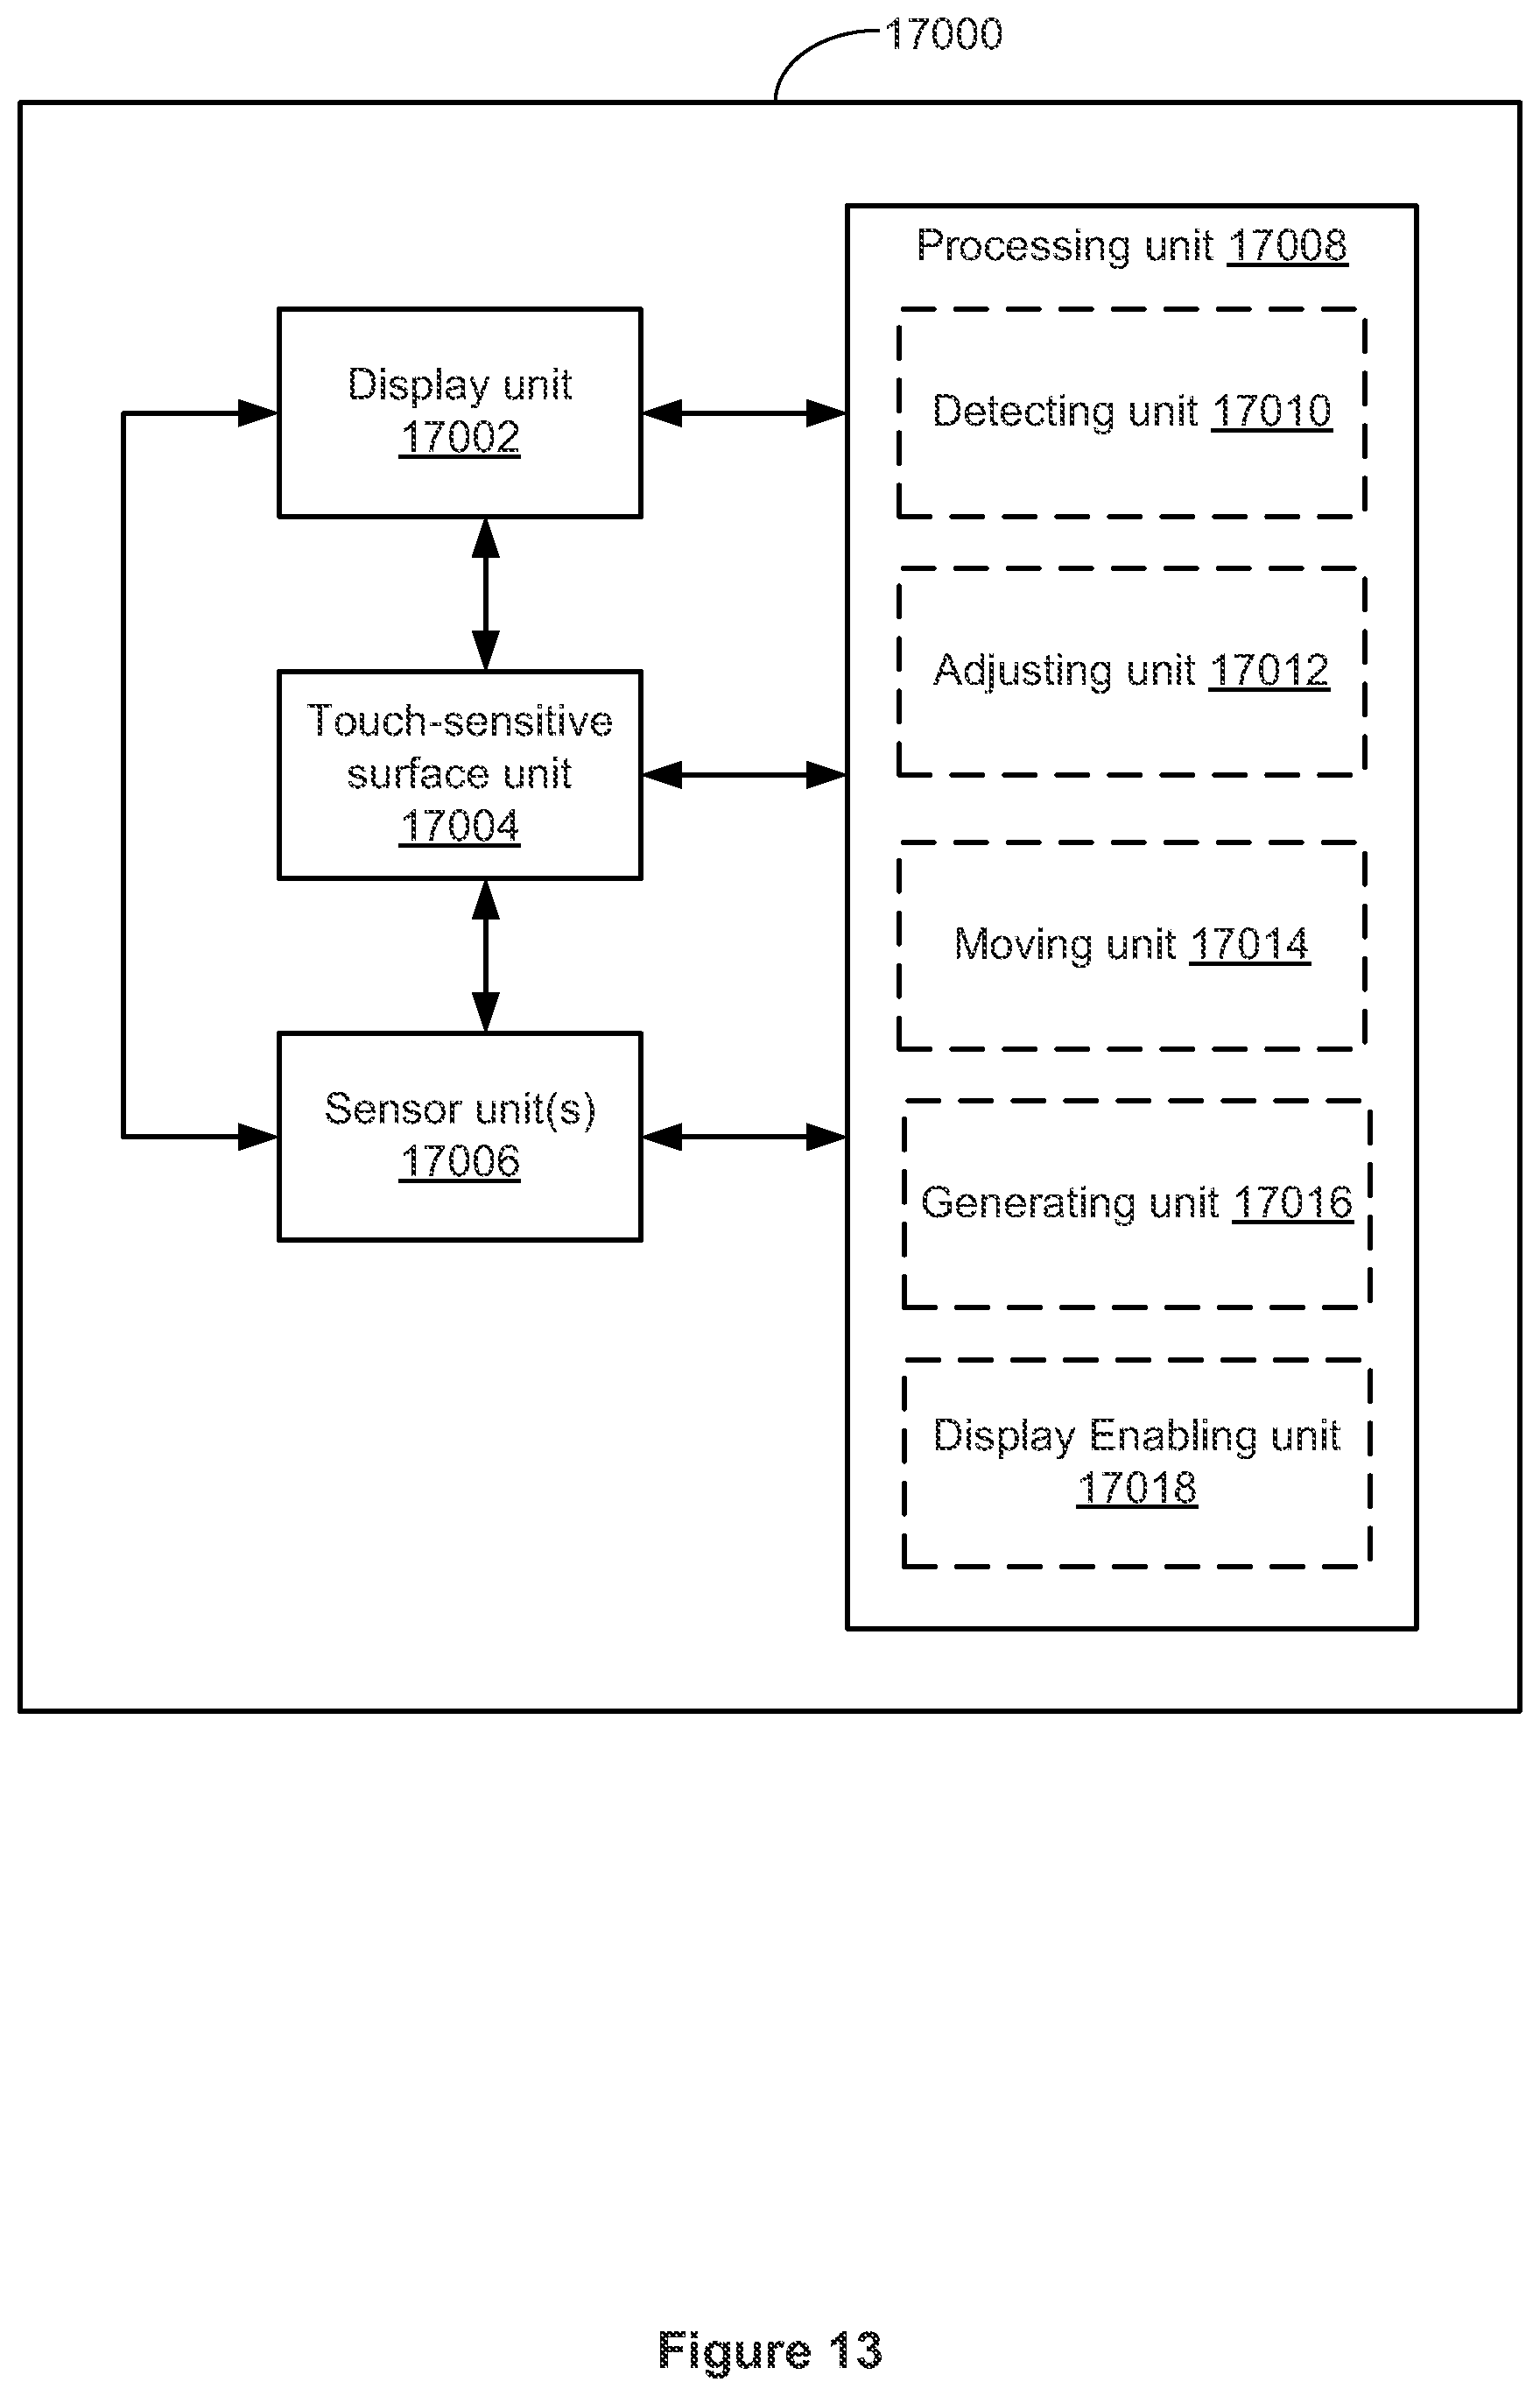 17000
Processing unit 17008
Display unit
17002
Touch-sensitive
surface unit
17004
Sensor unit(s)
17006
Detecting unit 17010
Adjusting unit 17012
Moving unit 17014
Generating unit 17016
Display Enabling unit
17018
Figure 13